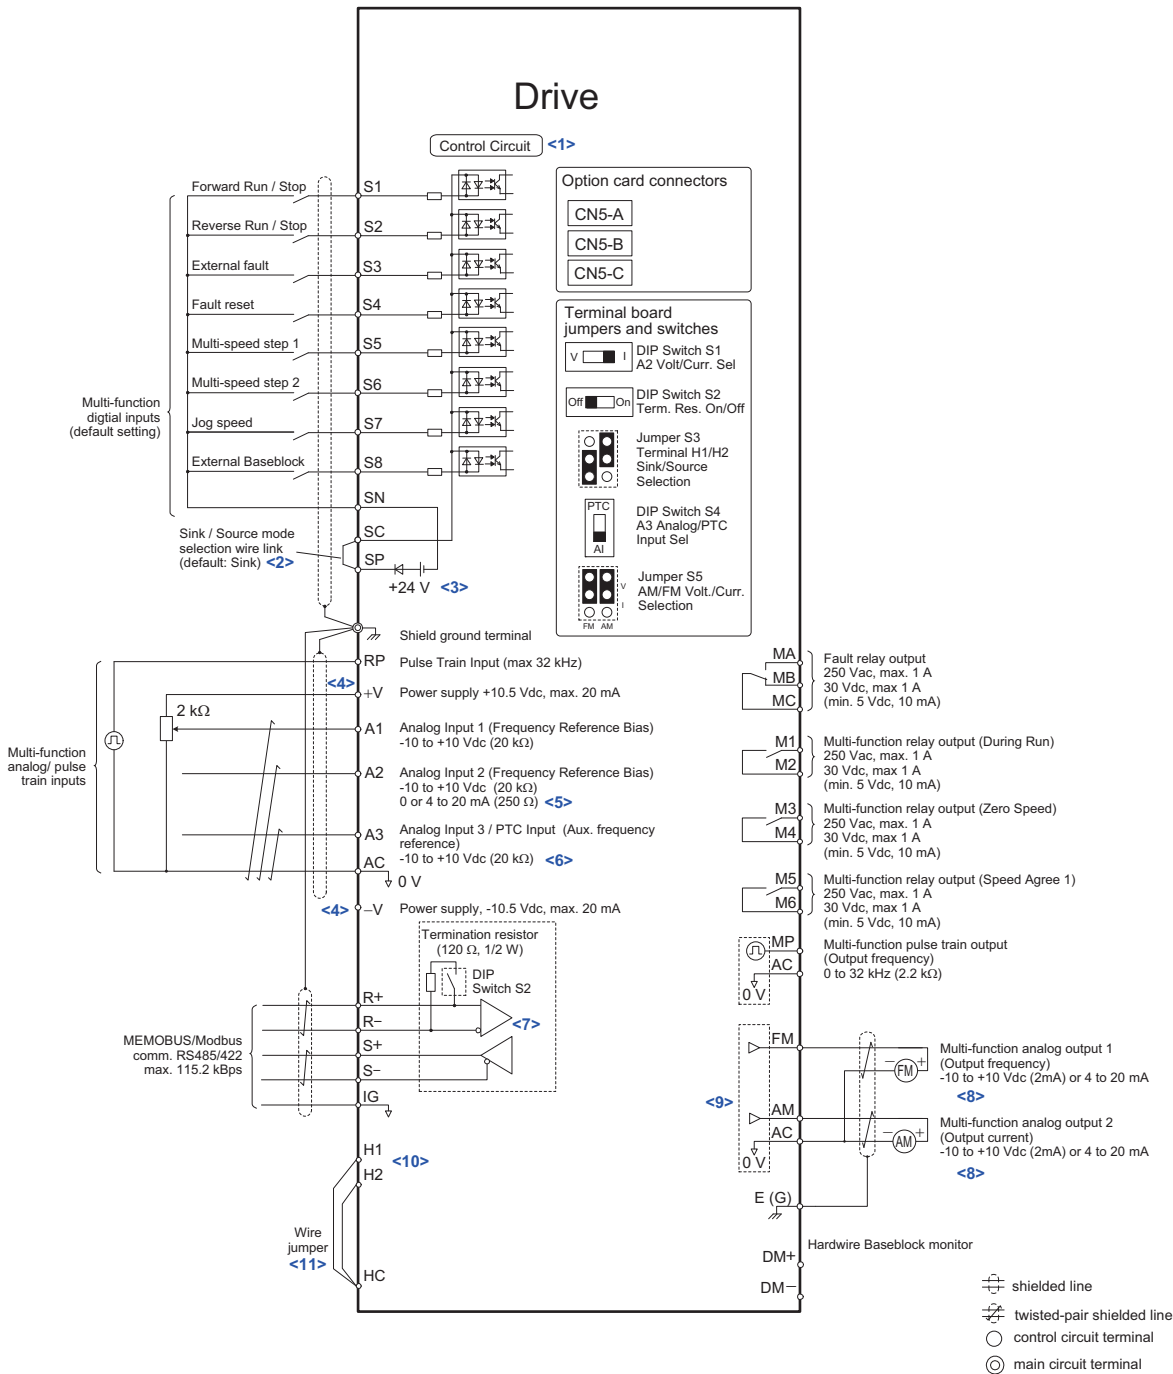 Drive
Control Circuit <1>
Forward Run / Stop
S1
Reverse Run / Stop
S2
External fault
S3
Fault reset
S4
Multi-speed step 1
S5
Multi-speed step 2
S6
Jog speed
S7
External Baseblock
S8
Multi-function
digtial inputs
(default setting)
SN
SC
SP
Sink / Source mode
selection wire link
(default: Sink) <2>
+24 V <3>
Option card connectors
CN5-A
CN5-B
CN5-C
Terminal board
jumpers and switches
V
I
DIP Switch S1
A2 Volt/Curr. Sel
Off
On
DIP Switch S2
Term. Res. On/Off
Jumper S3
Terminal H1/H2
Sink/Source
Selection
PTC
AI
DIP Switch S4
A3 Analog/PTC
Input Sel
V
I
FM AM
Jumper S5
AM/FM Volt./Curr.
Selection
Shield ground terminal
RP
Pulse Train Input (max 32 kHz)
<4>
+V
Power supply +10.5 Vdc, max. 20 mA
2 kΩ
A1
Analog Input 1 (Frequency Reference Bias)
-10 to +10 Vdc (20 kΩ)
Multi-function
analog/ pulse
train inputs
A2
Analog Input 2 (Frequency Reference Bias)
-10 to +10 Vdc (20 kΩ)
0 or 4 to 20 mA (250 Ω) <5>
A3
Analog Input 3 / PTC Input (Aux. frequency
reference)
-10 to +10 Vdc (20 kΩ) <6>
AC
0 V
<4>
−V
Power supply, -10.5 Vdc, max. 20 mA
Termination resistor
(120 Ω, 1/2 W)
DIP
Switch S2
R+
R−
S+
S−
IG
<7>
MEMOBUS/Modbus
comm. RS485/422
max. 115.2 kBps
H1
<10>
H2
Wire
jumper
<11>
HC
MA
MB
MC
Fault relay output
250 Vac, max. 1 A
30 Vdc, max 1 A
(min. 5 Vdc, 10 mA)
M1
M2
Multi-function relay output (During Run)
250 Vac, max. 1 A
30 Vdc, max 1 A
(min. 5 Vdc, 10 mA)
M3
M4
Multi-function relay output (Zero Speed)
250 Vac, max. 1 A
30 Vdc, max 1 A
(min. 5 Vdc, 10 mA)
M5
M6
Multi-function relay output (Speed Agree 1)
250 Vac, max. 1 A
30 Vdc, max 1 A
(min. 5 Vdc, 10 mA)
MP
AC
0 V
Multi-function pulse train output
(Output frequency)
0 to 32 kHz (2.2 kΩ)
FM
− FM +
Multi-function analog output 1
(Output frequency)
-10 to +10 Vdc (2mA) or 4 to 20 mA
<8>
<9>
AM
AC
0 V
− AM +
Multi-function analog output 2
(Output current)
-10 to +10 Vdc (2mA) or 4 to 20 mA
<8>
E (G)
Hardwire Baseblock monitor
DM+
DM−
shielded line
twisted-pair shielded line
control circuit terminal
main circuit terminal